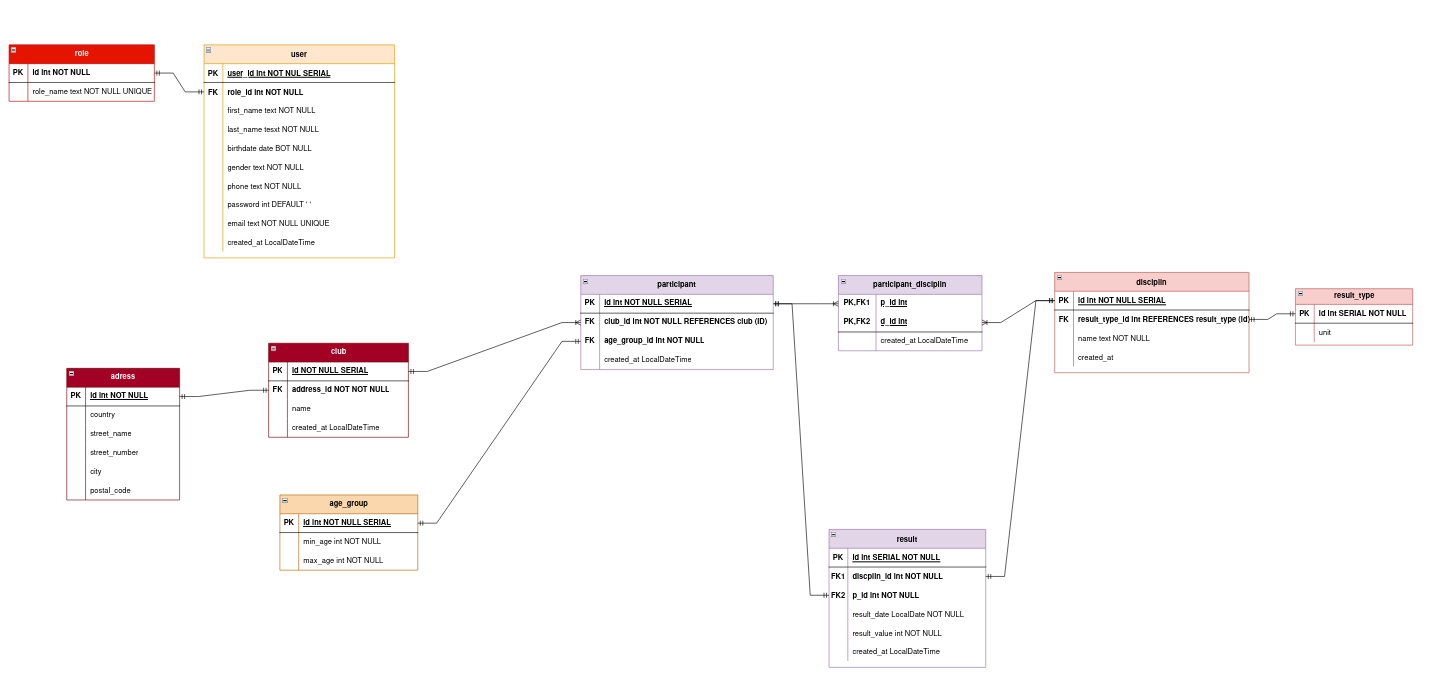 role
PK id int NOT NULL
role_name text NOT NULL UNIQUE
user
PK user_id int NOT NUL SERIAL
FK role_id int NOT NULL
first_name text NOT NULL
last_name tesxt NOT NULL
birthdate date BOT NULL
gender text NOT NULL
phone text NOT NULL
password int DEFAULT ' '
email text NOT NULL UNIQUE
created_at LocalDateTime
participant
PK id int NOT NULL SERIAL
FK club_id int NOT NULL REFERENCES club (ID)
FK age_group_id int NOT NULL
created_at LocalDateTime
participant_disciplin
PK,FK1 p_id int
PK,FK2 d_id int
created_at LocalDateTime
disciplin
PK id int NOT NULL SERIAL
FK result_type_id int REFERENCES result_type (id)
name text NOT NULL
created_at
result_type
PK id int SERIAL NOT NULL
unit
club
PK id NOT NULL SERIAL
FK address_id NOT NOT NULL
name
created_at LocalDateTime
adress
PK id int NOT NULL
country
street_name
street_number
city
postal_code
age_group
PK id int NOT NULL SERIAL
min_age int NOT NULL
max_age int NOT NULL
result
PK id int SERIAL NOT NULL
FK1 discplin_id int NOT NULL
FK2 p_id int NOT NULL
result_date LocalDate NOT NULL
result_value int NOT NULL
created_at LocalDateTime